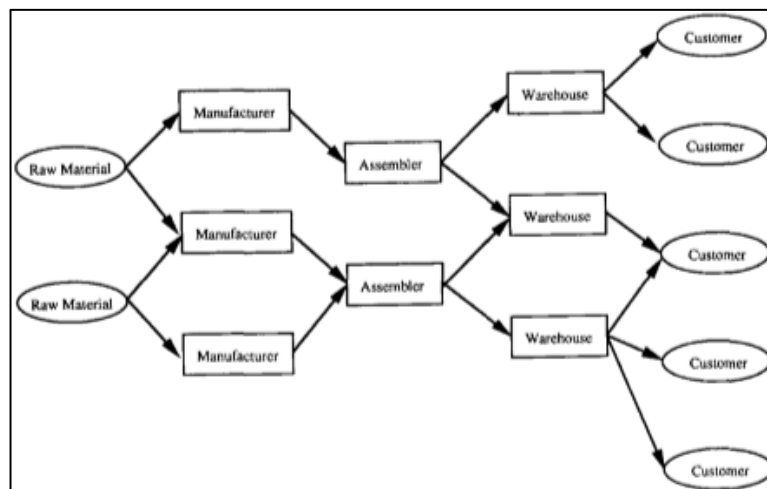 Customer
Warehouse
Manufacturer
Customer
Assembler
Raw Material
Warehouse
Manufacturer
Customer
Assembler
Raw Material
Warehouse
Manufacturer
Customer
Customer